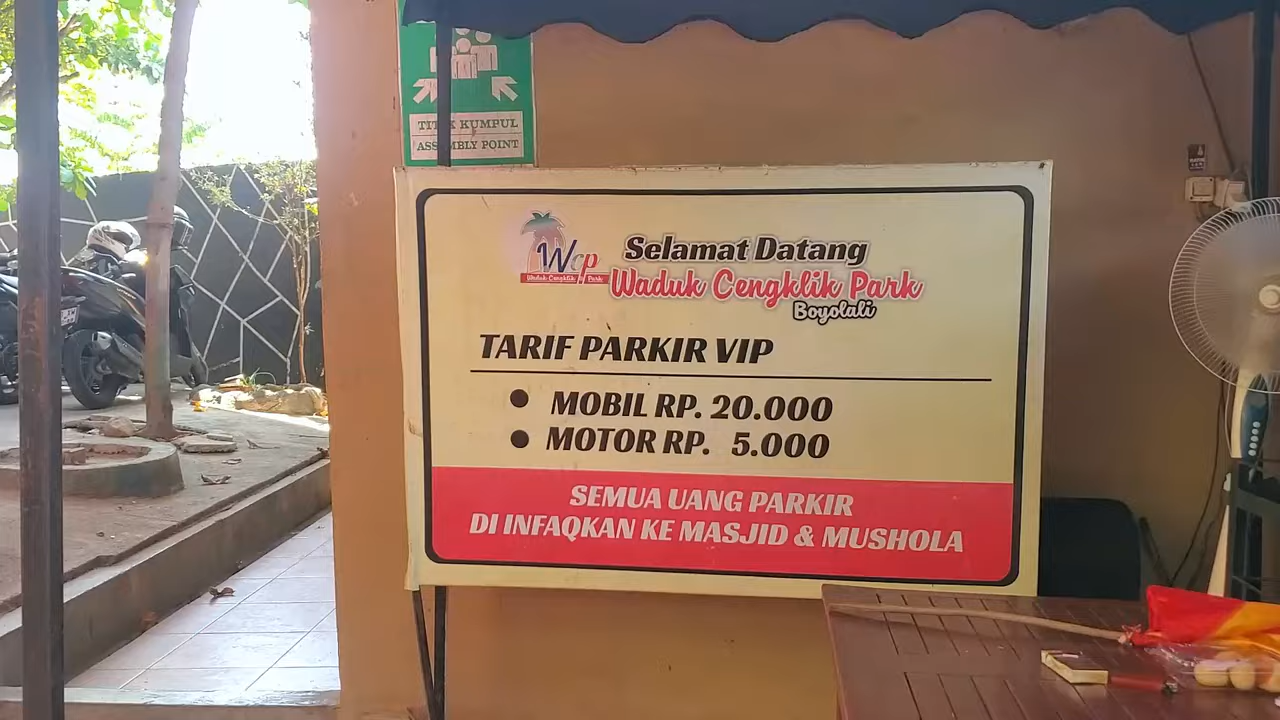 TITIK KUMPUL
ASSEMBLY POINT
Wcp
Waduk Cengklik Park
Selamat Datang
Waduk Cengklik Park
Boyolali
TARIF PARKIR VIP
● MOBIL RP. 20.000
● MOTOR RP. 5.000
SEMUA UANG PARKIR
DI INFAQKAN KE MASJID & MUSHOLA